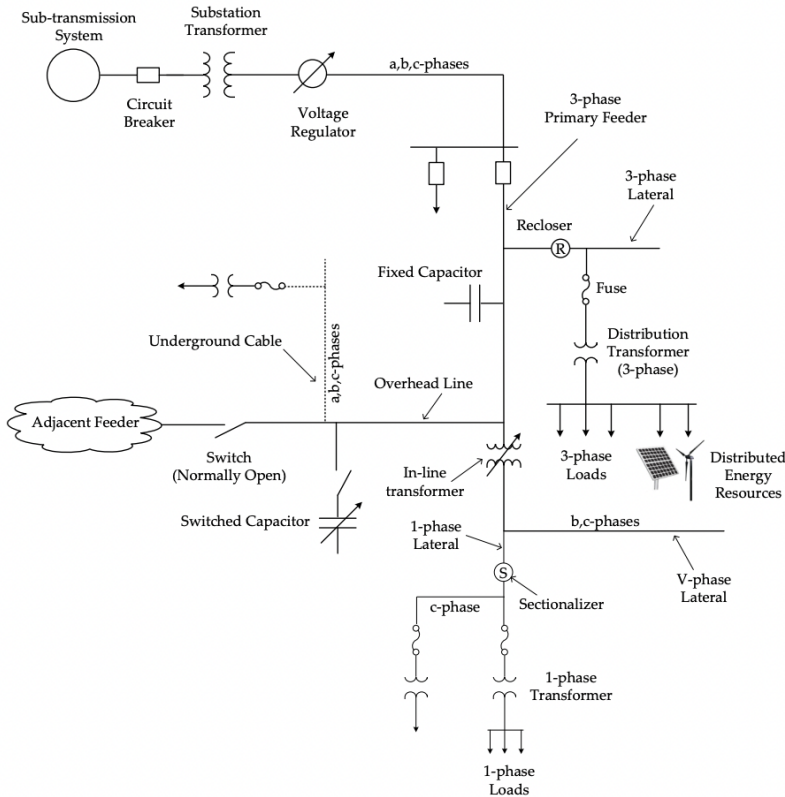 Sub-transmission
System
Substation
Transformer
Circuit
Breaker
Voltage
Regulator
a,b,c-phases
3-phase
Primary Feeder
3-phase
Lateral
Recloser
R
Fixed Capacitor
Fuse
Underground Cable
a,b,c-phases
Distribution
Transformer
(3-phase)
Overhead Line
Adjacent Feeder
Switch
(Normally Open)
In-line
transformer
3-phase
Loads
Distributed
Energy
Resources
Switched Capacitor
1-phase
Lateral
b,c-phases
V-phase
Lateral
S
Sectionalizer
c-phase
1-phase
Transformer
1-phase
Loads